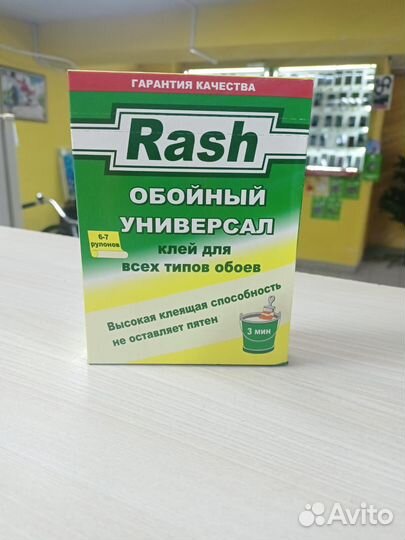 ГАРАНТИЯ КАЧЕСТВА
Rash
ОБОЙНЫЙ
УНИВЕРСАЛ
6-7
рулонов
клей для
всех типов обоев
Высокая клеящая способность
не оставляет пятен
3 МИН
Avito